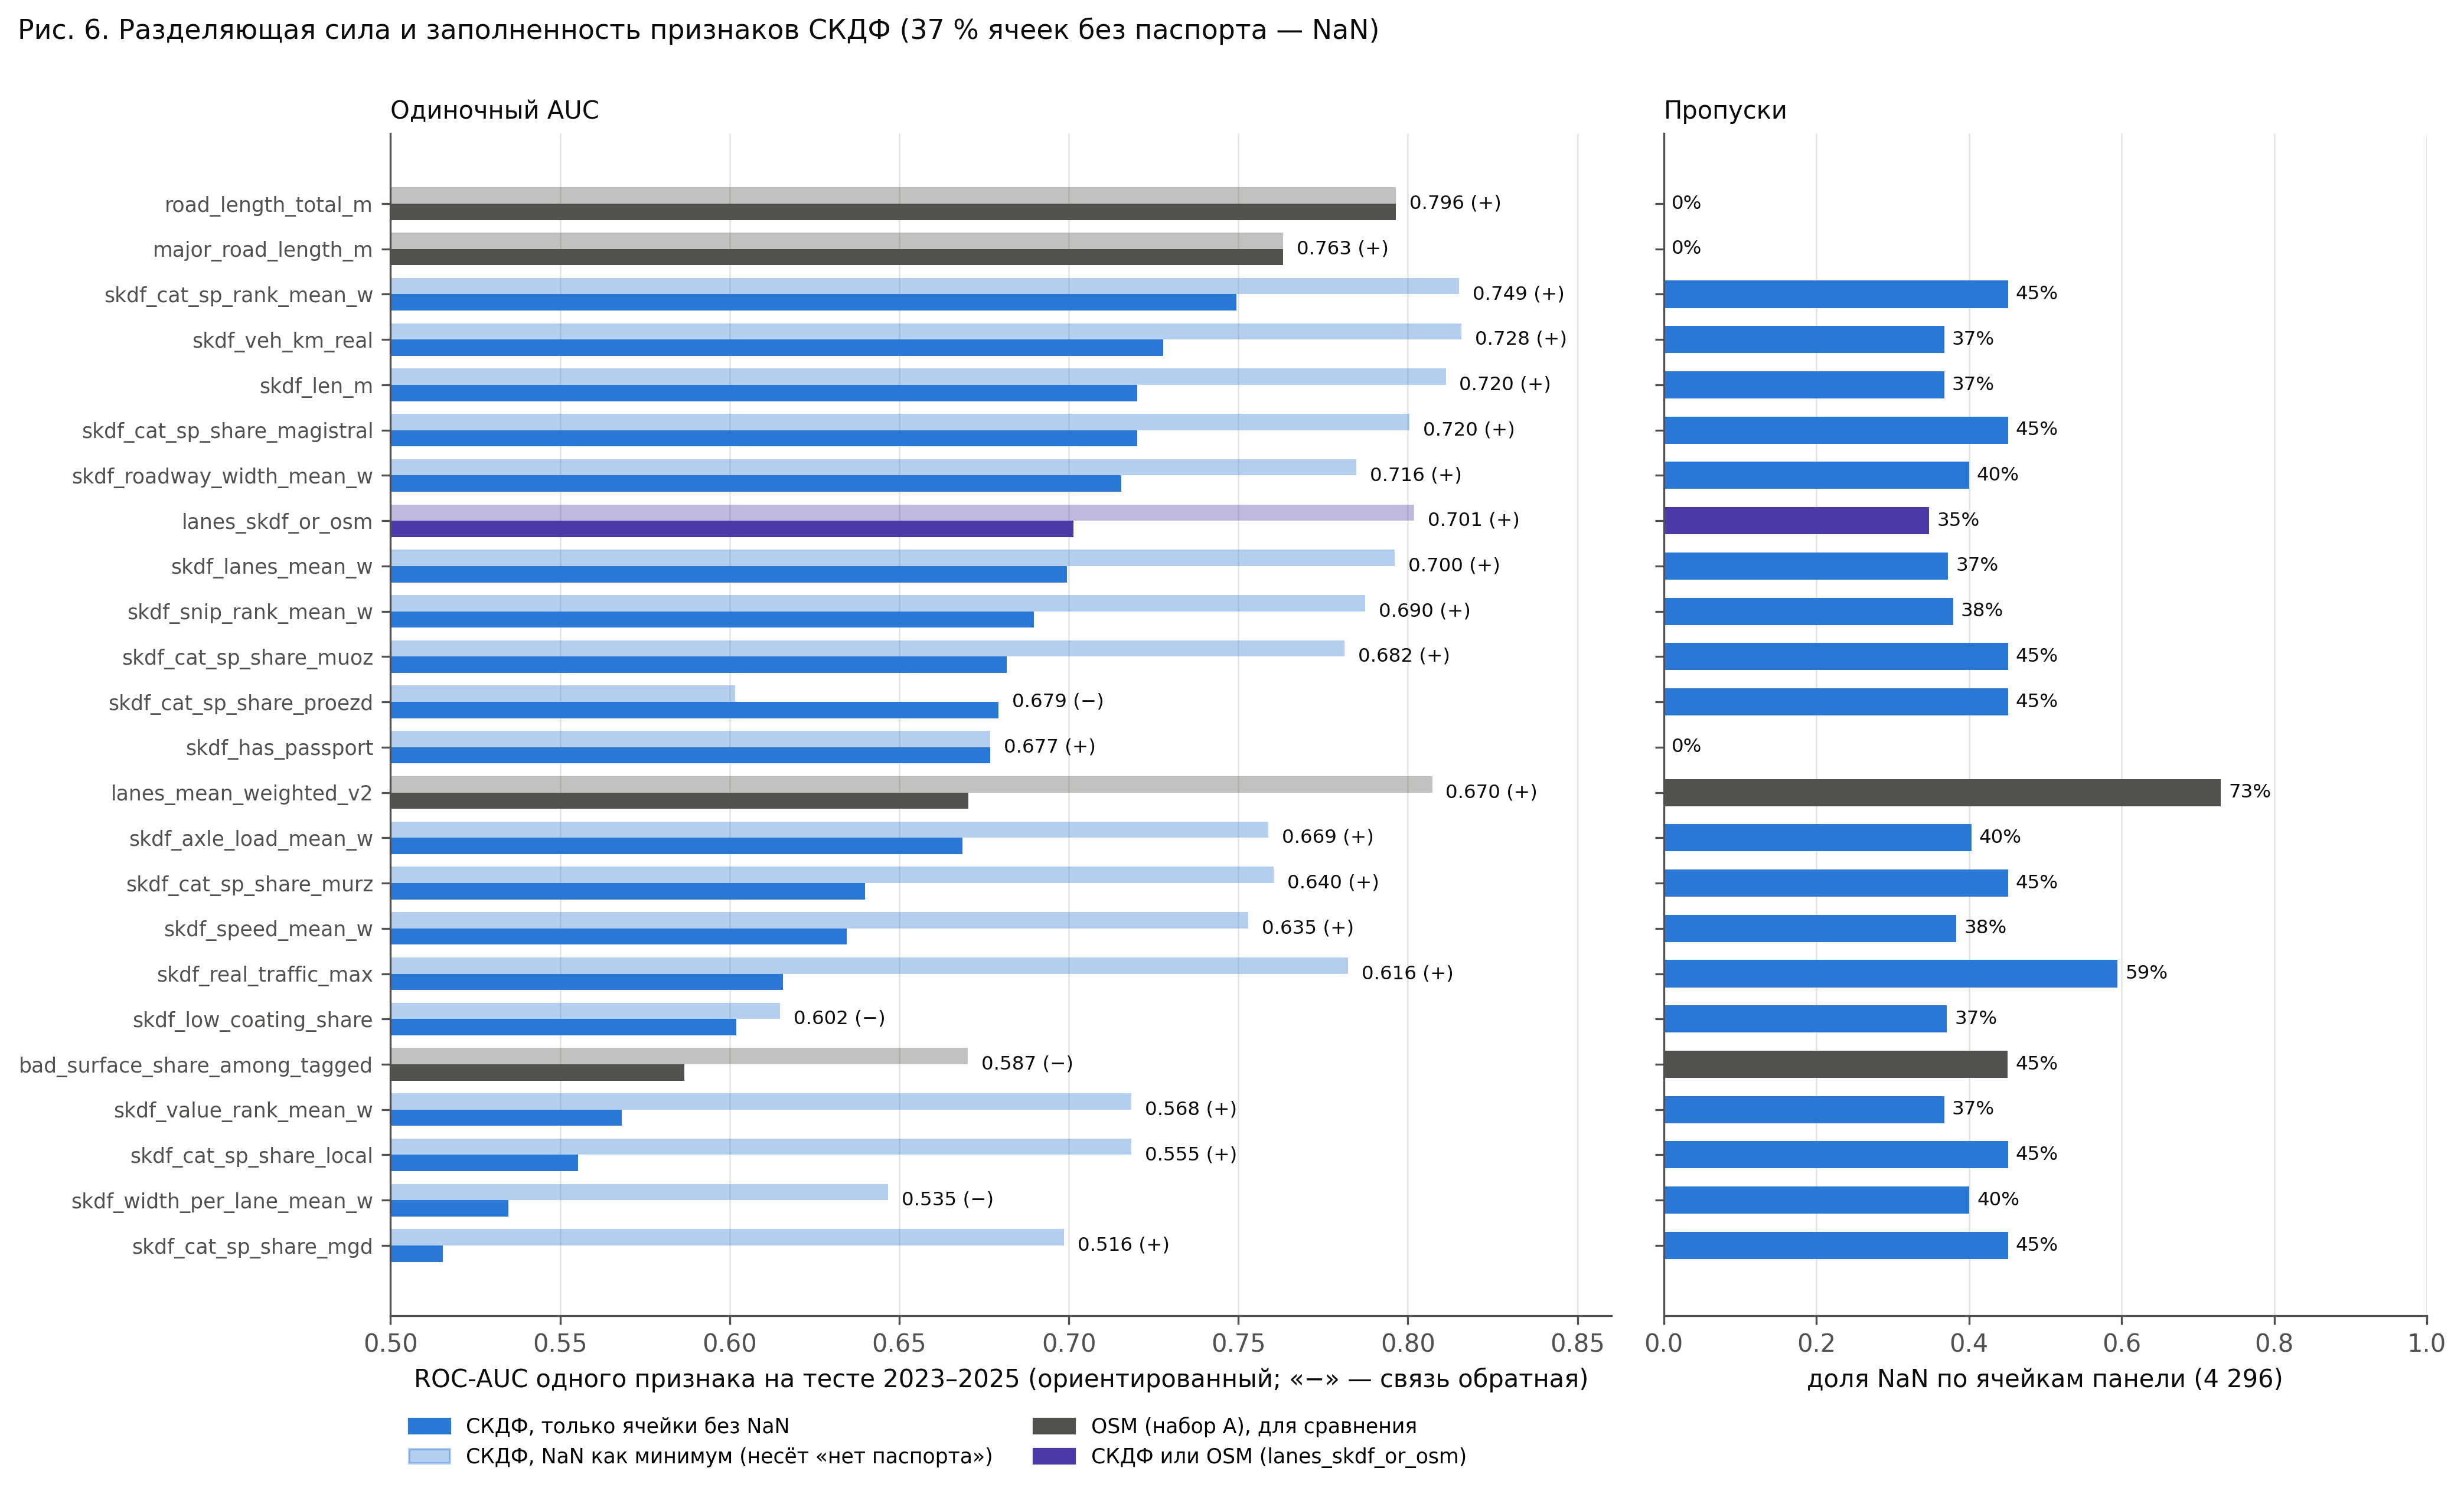 Рис. 6. Разделяющая сила и заполненность признаков СКДФ (37 % ячеек без паспорта — NaN)
Одиночный AUC
road_length_total_m 0.796 (+)
major_road_length_m 0.763 (+)
skdf_cat_sp_rank_mean_w 0.749 (+)
skdf_veh_km_real 0.728 (+)
skdf_len_m 0.720 (+)
skdf_cat_sp_share_magistral 0.720 (+)
skdf_roadway_width_mean_w 0.716 (+)
lanes_skdf_or_osm 0.701 (+)
skdf_lanes_mean_w 0.700 (+)
skdf_snip_rank_mean_w 0.690 (+)
skdf_cat_sp_share_muoz 0.682 (+)
skdf_cat_sp_share_proezd 0.679 (−)
skdf_has_passport 0.677 (+)
lanes_mean_weighted_v2 0.670 (+)
skdf_axle_load_mean_w 0.669 (+)
skdf_cat_sp_share_murz 0.640 (+)
skdf_speed_mean_w 0.635 (+)
skdf_real_traffic_max 0.616 (+)
skdf_low_coating_share 0.602 (−)
bad_surface_share_among_tagged 0.587 (−)
skdf_value_rank_mean_w 0.568 (+)
skdf_cat_sp_share_local 0.555 (+)
skdf_width_per_lane_mean_w 0.535 (−)
skdf_cat_sp_share_mgd 0.516 (+)
0.50 0.55 0.60 0.65 0.70 0.75 0.80 0.85
ROC-AUC одного признака на тесте 2023–2025 (ориентированный; «−» — связь обратная)
Пропуски
0%
0%
45%
37%
37%
45%
40%
35%
37%
38%
45%
45%
0%
73%
40%
45%
38%
59%
37%
45%
37%
45%
40%
45%
0.0 0.2 0.4 0.6 0.8 1.0
доля NaN по ячейкам панели (4 296)
СКДФ, только ячейки без NaN
СКДФ, NaN как минимум (несёт «нет паспорта»)
OSM (набор A), для сравнения
СКДФ или OSM (lanes_skdf_or_osm)